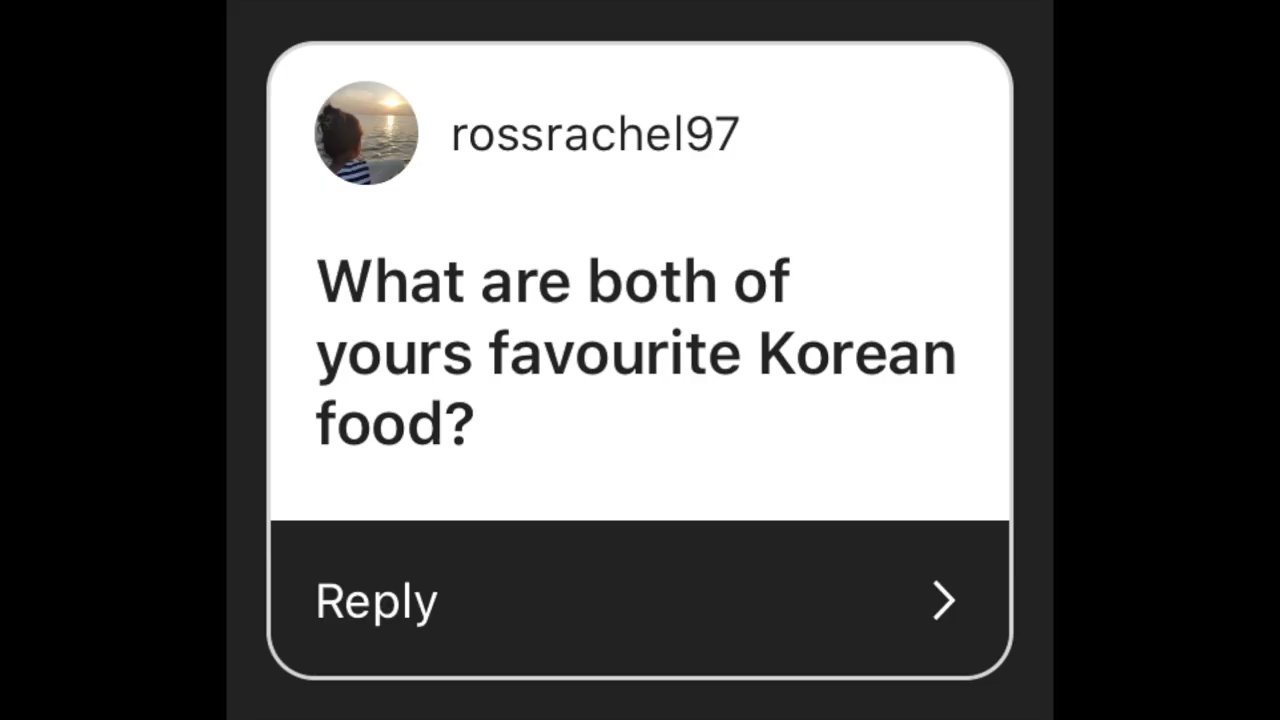 rossrachel97
What are both of
yours favourite Korean
food?
Reply